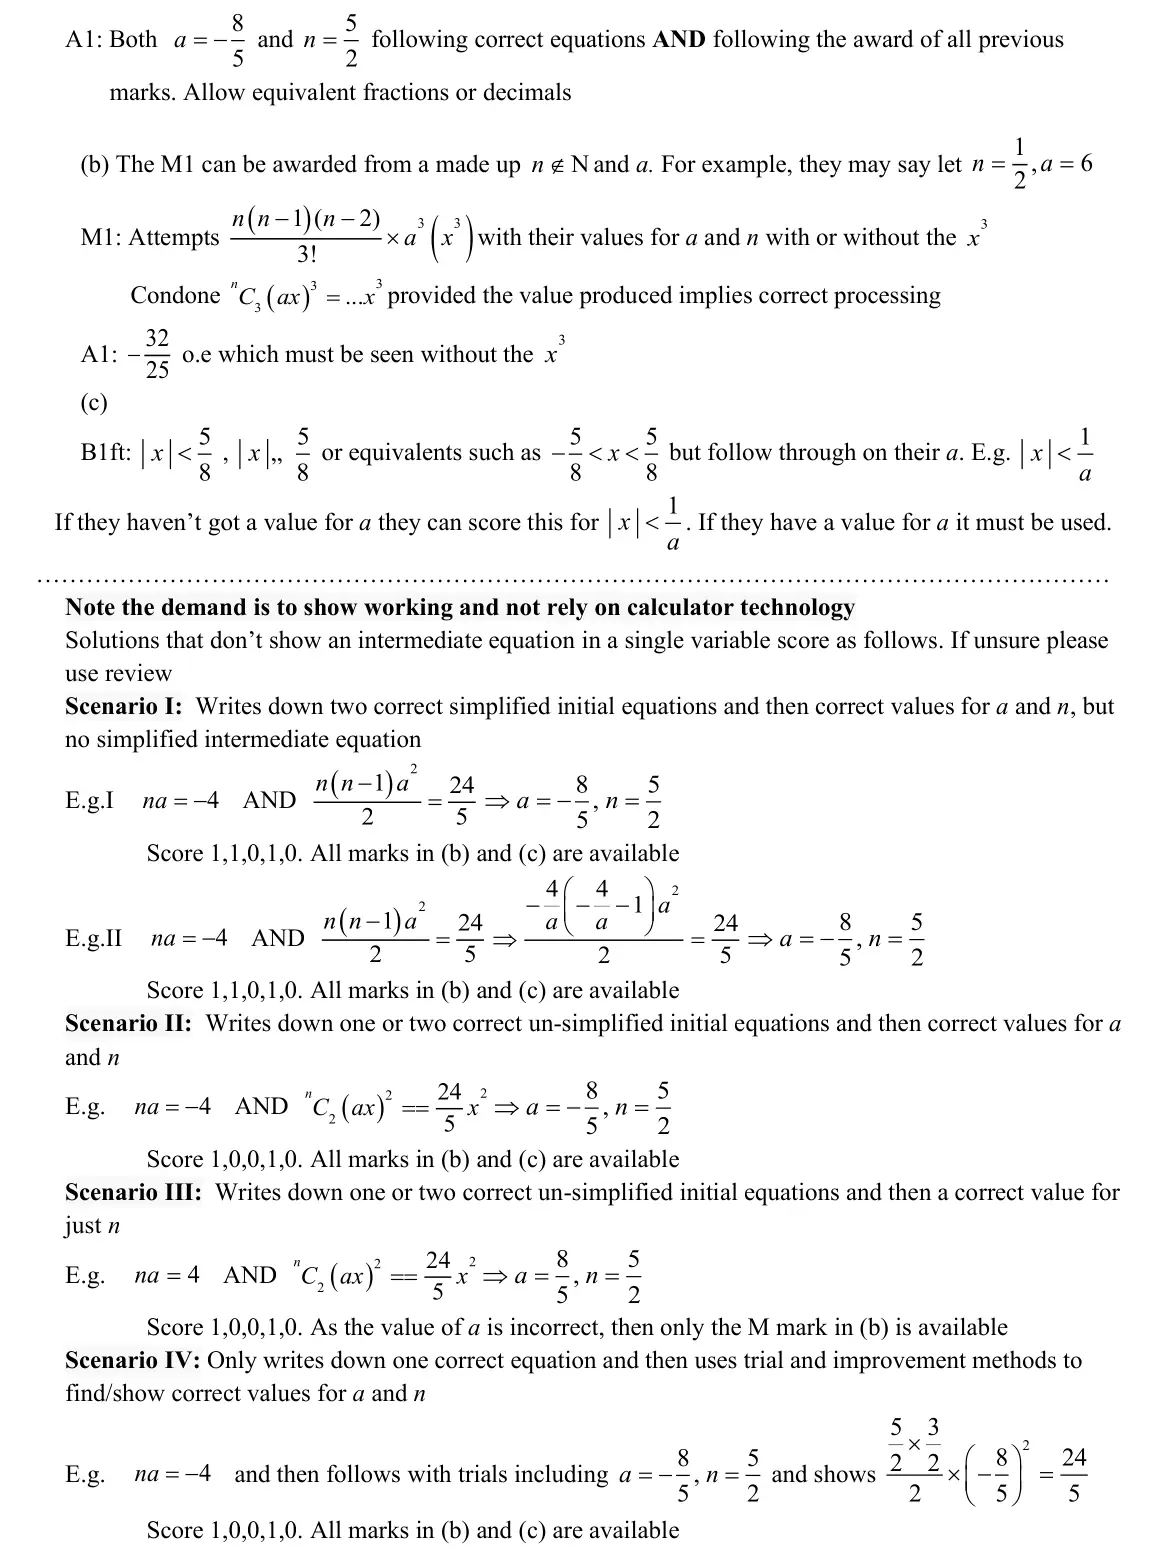 A1: Both a = −8/5 and n = 5/2 following correct equations AND following the award of all previous
marks. Allow equivalent fractions or decimals
(b) The M1 can be awarded from a made up n ∉ N and a. For example, they may say let n = 1/2, a = 6
M1: Attempts n(n−1)(n−2)/3! × a³(x³) with their values for a and n with or without the x³
Condone "ⁿC₃(ax)³ = ...x³ provided the value produced implies correct processing
A1: −32/25 o.e which must be seen without the x³
(c)
B1ft: |x| < 5/8, |x| ,, 5/8 or equivalents such as −5/8 < x < 5/8 but follow through on their a. E.g. |x| < 1/a
If they haven't got a value for a they can score this for |x| < 1/a. If they have a value for a it must be used.
Note the demand is to show working and not rely on calculator technology
Solutions that don't show an intermediate equation in a single variable score as follows. If unsure please
use review
Scenario I: Writes down two correct simplified initial equations and then correct values for a and n, but
no simplified intermediate equation
E.g.I na = −4 AND n(n−1)a²/2 = 24/5 ⇒ a = −8/5, n = 5/2
Score 1,1,0,1,0. All marks in (b) and (c) are available
E.g.II na = −4 AND n(n−1)a²/2 = 24/5 ⇒ −4/a(−4/a −1)a²/2 = 24/5 ⇒ a = −8/5, n = 5/2
Score 1,1,0,1,0. All marks in (b) and (c) are available
Scenario II: Writes down one or two correct un-simplified initial equations and then correct values for a
and n
E.g. na = −4 AND "ⁿC₂(ax)² == 24/5 x² ⇒ a = −8/5, n = 5/2
Score 1,0,0,1,0. All marks in (b) and (c) are available
Scenario III: Writes down one or two correct un-simplified initial equations and then a correct value for
just n
E.g. na = 4 AND "ⁿC₂(ax)² == 24/5 x² ⇒ a = 8/5, n = 5/2
Score 1,0,0,1,0. As the value of a is incorrect, then only the M mark in (b) is available
Scenario IV: Only writes down one correct equation and then uses trial and improvement methods to
find/show correct values for a and n
E.g. na = −4 and then follows with trials including a = −8/5, n = 5/2 and shows 5/2 × 3/2 / 2 × (−8/5)² = 24/5
Score 1,0,0,1,0. All marks in (b) and (c) are available